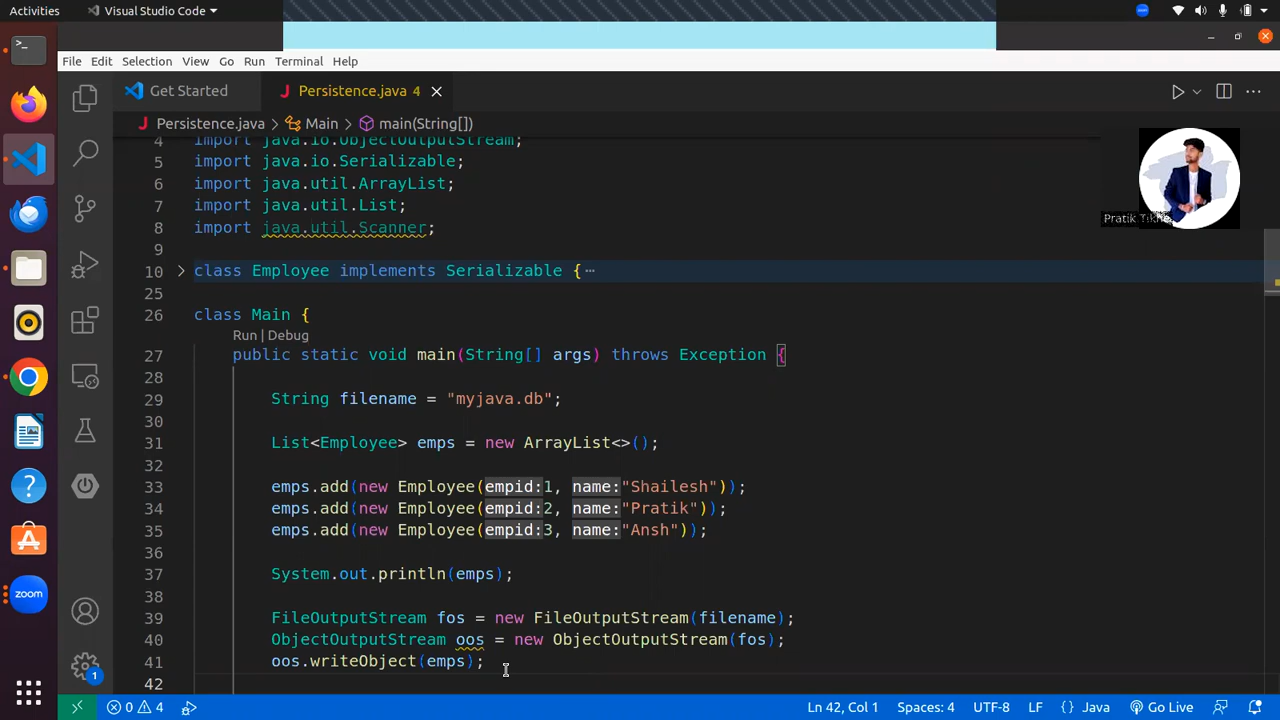 Activities
Visual Studio Code
File Edit Selection View Go Run Terminal Help
Get Started
Persistence.java 4
Persistence.java > Main > main(String[])
4 import java.io.ObjectOutputStream;
5 import java.io.Serializable;
6 import java.util.ArrayList;
7 import java.util.List;
8 import java.util.Scanner;
9
10 class Employee implements Serializable { ⋯
25
26 class Main {
Run | Debug
27 public static void main(String[] args) throws Exception {
28
29 String filename = "myjava.db";
30
31 List<Employee> emps = new ArrayList<>();
32
33 emps.add(new Employee(empid:1, name:"Shailesh"));
34 emps.add(new Employee(empid:2, name:"Pratik"));
35 emps.add(new Employee(empid:3, name:"Ansh"));
36
37 System.out.println(emps);
38
39 FileOutputStream fos = new FileOutputStream(filename);
40 ObjectOutputStream oos = new ObjectOutputStream(fos);
41 oos.writeObject(emps);
42
Pratik
zoom
1
0 4
Ln 42, Col 1 Spaces: 4 UTF-8 LF {} Java Go Live